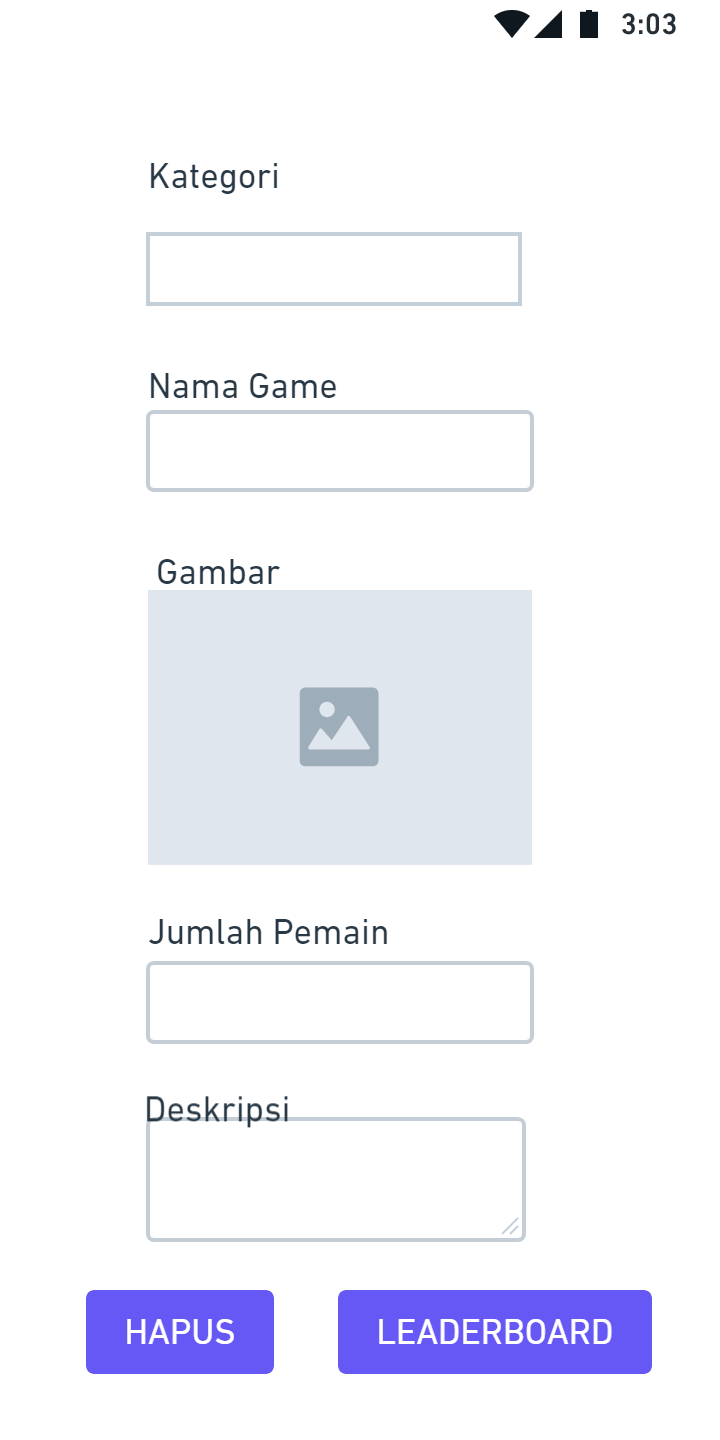 3:03
Kategori
Nama Game
Gambar
Jumlah Pemain
Deskripsi
HAPUS
LEADERBOARD